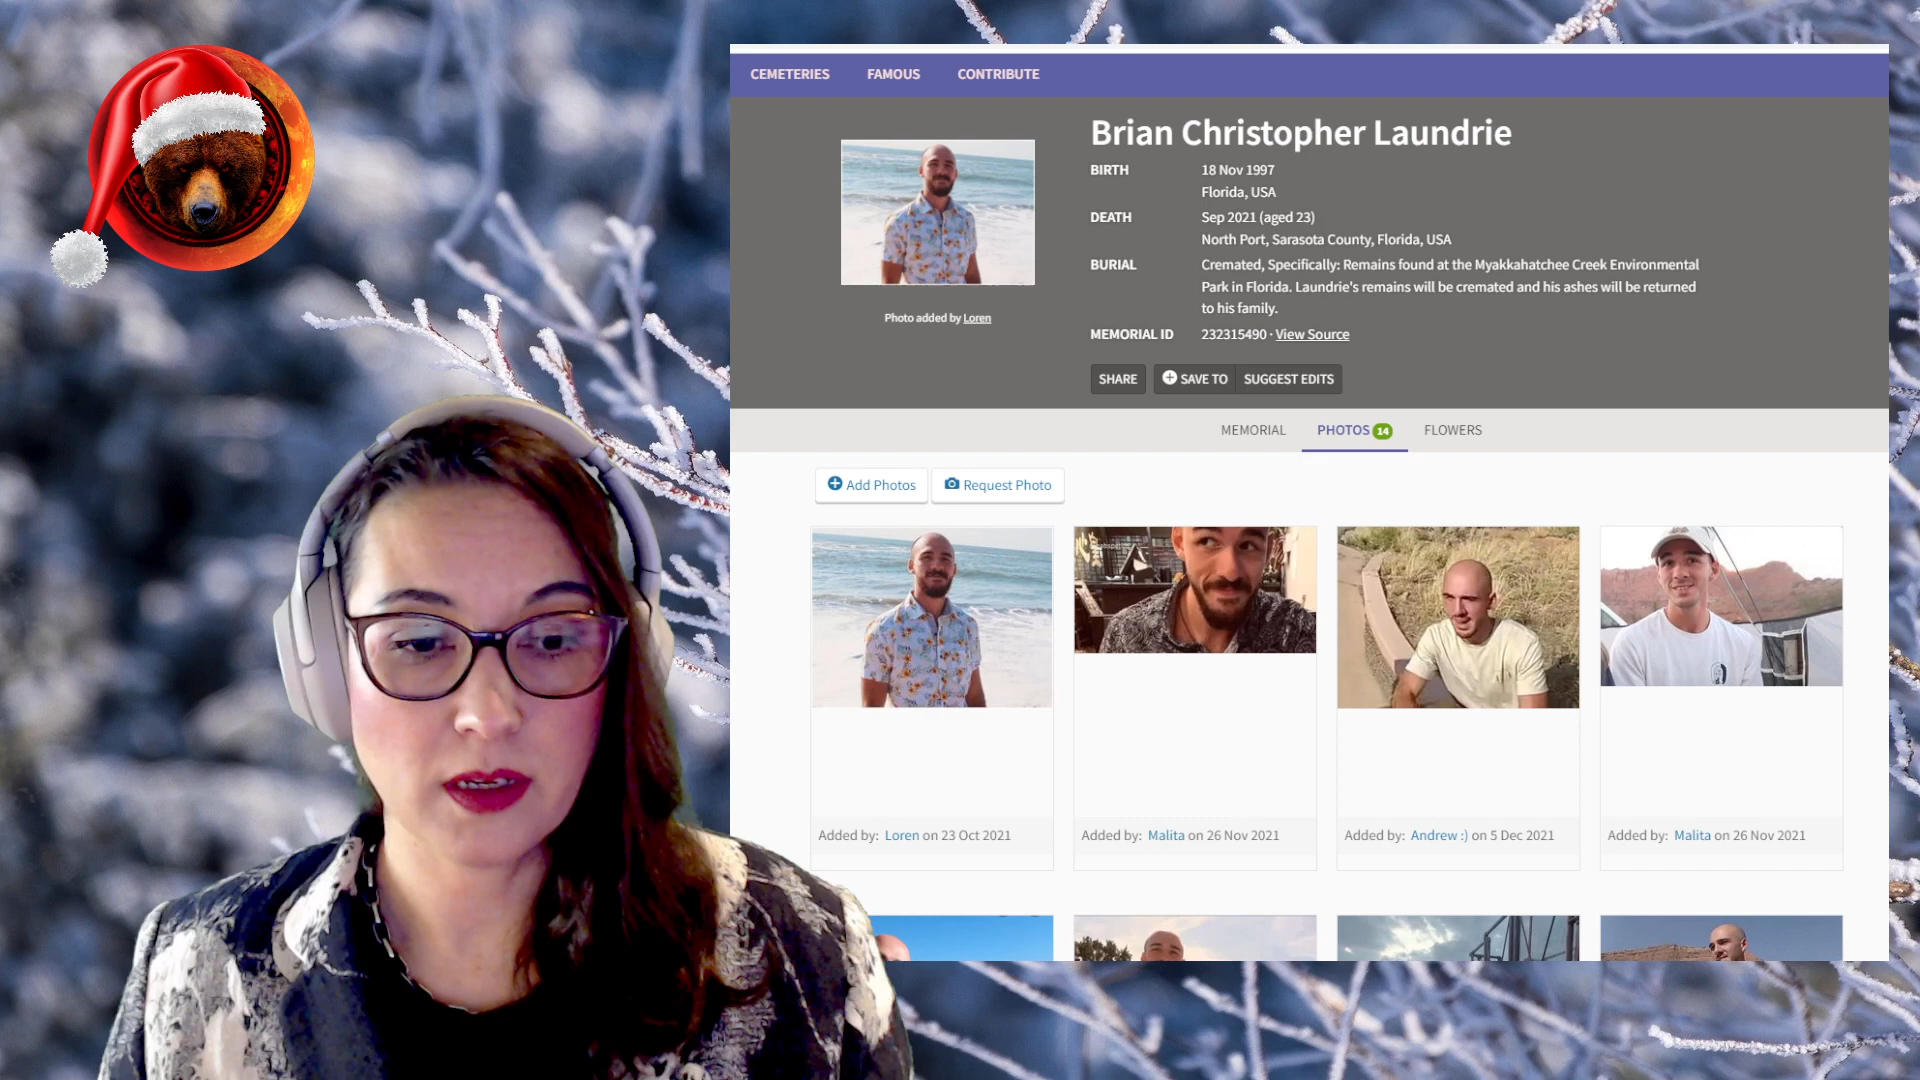 CEMETERIES FAMOUS CONTRIBUTE
Brian Christopher Laundrie
BIRTH 18 Nov 1997
Florida, USA
DEATH Sep 2021 (aged 23)
North Port, Sarasota County, Florida, USA
BURIAL Cremated, Specifically: Remains found at the Myakkahatchee Creek Environmental
Park in Florida. Laundrie's remains will be cremated and his ashes will be returned
to his family.
MEMORIAL ID 232315490 · View Source
Photo added by Loren
SHARE SAVE TO SUGGEST EDITS
MEMORIAL PHOTOS 14 FLOWERS
Add Photos Request Photo
Added by: Loren on 23 Oct 2021
Added by: Malita on 26 Nov 2021
Added by: Andrew :) on 5 Dec 2021
Added by: Malita on 26 Nov 2021